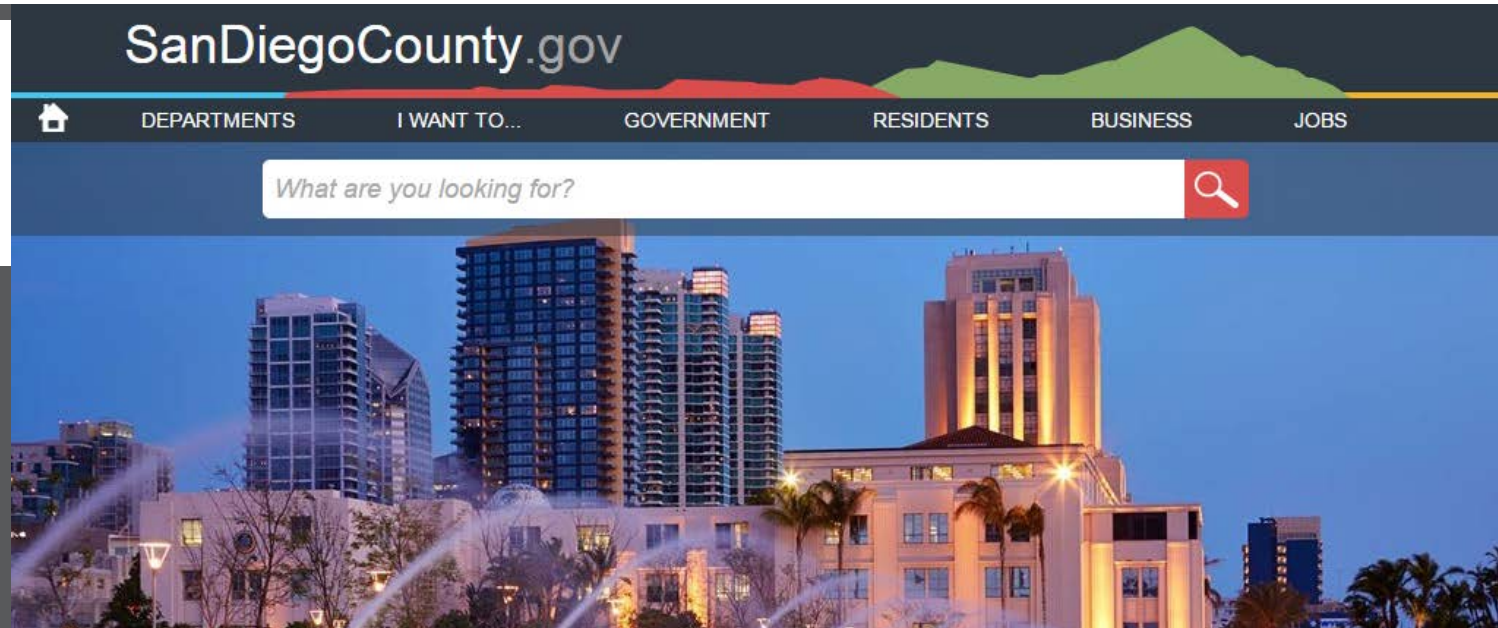 SanDiegoCounty.gov
DEPARTMENTS I WANT TO... GOVERNMENT RESIDENTS BUSINESS JOBS
What are you looking for?